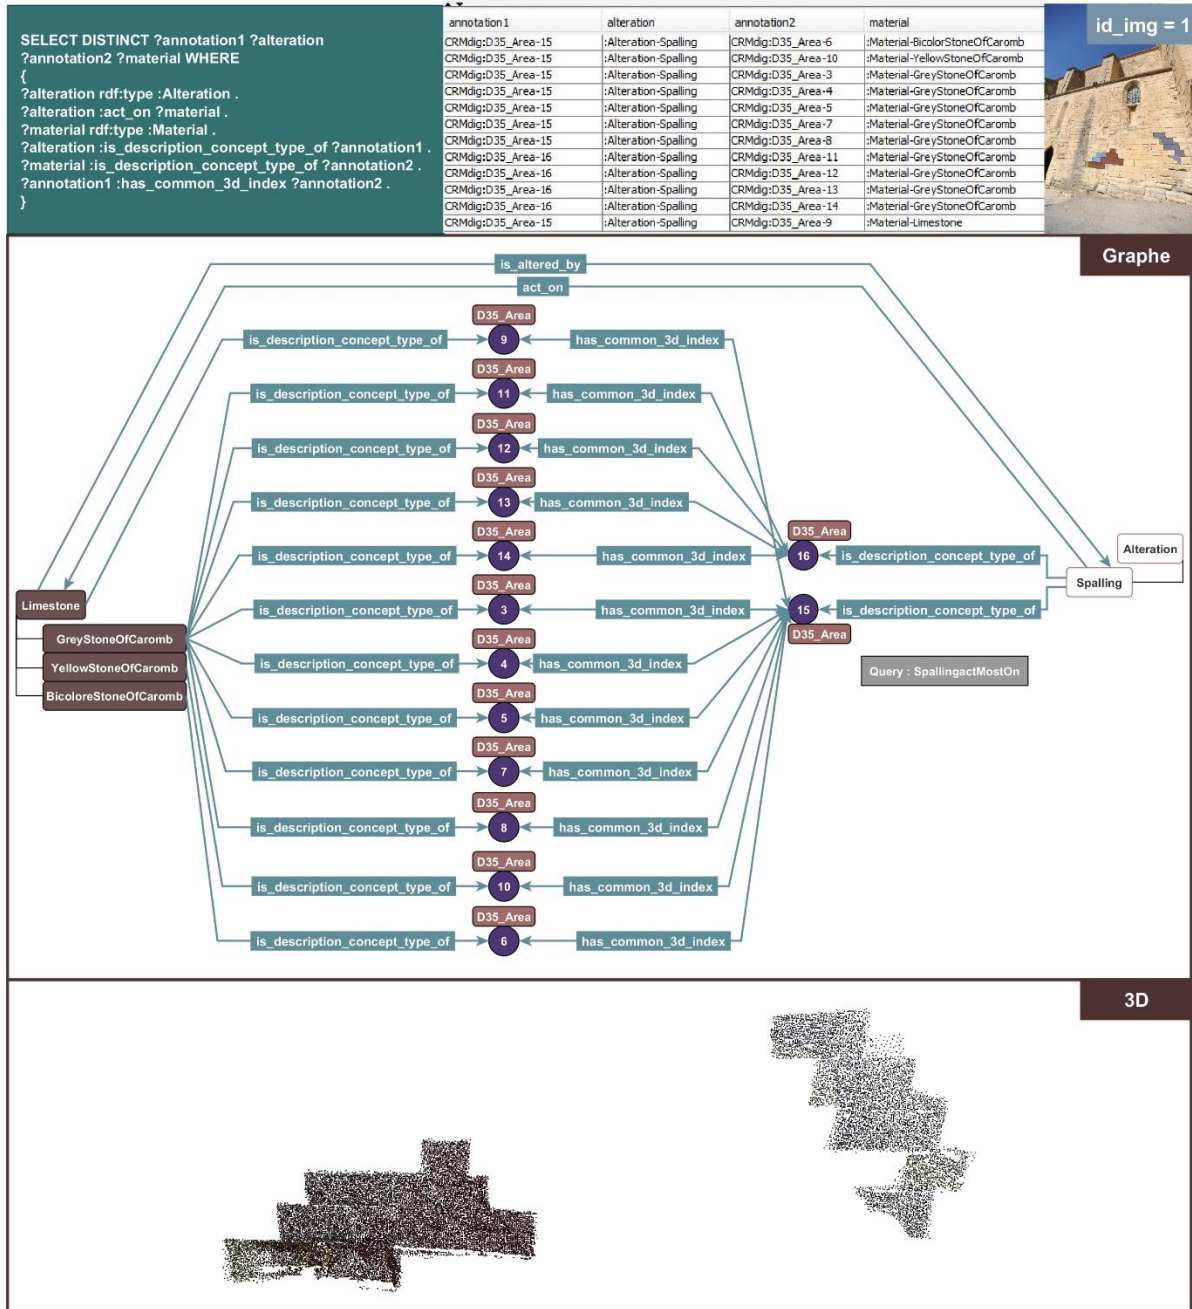 SELECT DISTINCT ?annotation1 ?alteration
?annotation2 ?material WHERE
{
?alteration rdf:type :Alteration .
?alteration :act_on ?material .
?material rdf:type :Material .
?alteration :is_description_concept_type_of ?annotation1 .
?material :is_description_concept_type_of ?annotation2 .
?annotation1 :has_common_3d_index ?annotation2 .
}
annotation1 alteration annotation2 material
CRMdig:D35_Area-15 :Alteration-Spalling CRMdig:D35_Area-6 :Material-BicolorStoneOfCaromb
CRMdig:D35_Area-15 :Alteration-Spalling CRMdig:D35_Area-10 :Material-YellowStoneOfCaromb
CRMdig:D35_Area-15 :Alteration-Spalling CRMdig:D35_Area-3 :Material-GreyStoneOfCaromb
CRMdig:D35_Area-15 :Alteration-Spalling CRMdig:D35_Area-4 :Material-GreyStoneOfCaromb
CRMdig:D35_Area-15 :Alteration-Spalling CRMdig:D35_Area-5 :Material-GreyStoneOfCaromb
CRMdig:D35_Area-15 :Alteration-Spalling CRMdig:D35_Area-7 :Material-GreyStoneOfCaromb
CRMdig:D35_Area-15 :Alteration-Spalling CRMdig:D35_Area-8 :Material-GreyStoneOfCaromb
CRMdig:D35_Area-16 :Alteration-Spalling CRMdig:D35_Area-11 :Material-GreyStoneOfCaromb
CRMdig:D35_Area-16 :Alteration-Spalling CRMdig:D35_Area-12 :Material-GreyStoneOfCaromb
CRMdig:D35_Area-16 :Alteration-Spalling CRMdig:D35_Area-13 :Material-GreyStoneOfCaromb
CRMdig:D35_Area-16 :Alteration-Spalling CRMdig:D35_Area-14 :Material-GreyStoneOfCaromb
CRMdig:D35_Area-15 :Alteration-Spalling CRMdig:D35_Area-9 :Material-Limestone
id_img = 1
Graphe
is_altered_by
act_on
D35_Area
is_description_concept_type_of 9 has_common_3d_index
D35_Area
is_description_concept_type_of 11 has_common_3d_index
D35_Area
is_description_concept_type_of 12 has_common_3d_index
D35_Area
is_description_concept_type_of 13 has_common_3d_index
D35_Area D35_Area
is_description_concept_type_of 14 has_common_3d_index 16 is_description_concept_type_of Alteration
Spalling
D35_Area
Limestone is_description_concept_type_of 3 has_common_3d_index 15 is_description_concept_type_of
D35_Area D35_Area
GreyStoneOfCaromb
YellowStoneOfCaromb is_description_concept_type_of 4 has_common_3d_index
Query : SpallingactMostOn
BicoloreStoneOfCaromb
D35_Area
is_description_concept_type_of 5 has_common_3d_index
D35_Area
is_description_concept_type_of 7 has_common_3d_index
D35_Area
is_description_concept_type_of 8 has_common_3d_index
D35_Area
is_description_concept_type_of 10 has_common_3d_index
D35_Area
is_description_concept_type_of 6 has_common_3d_index
3D